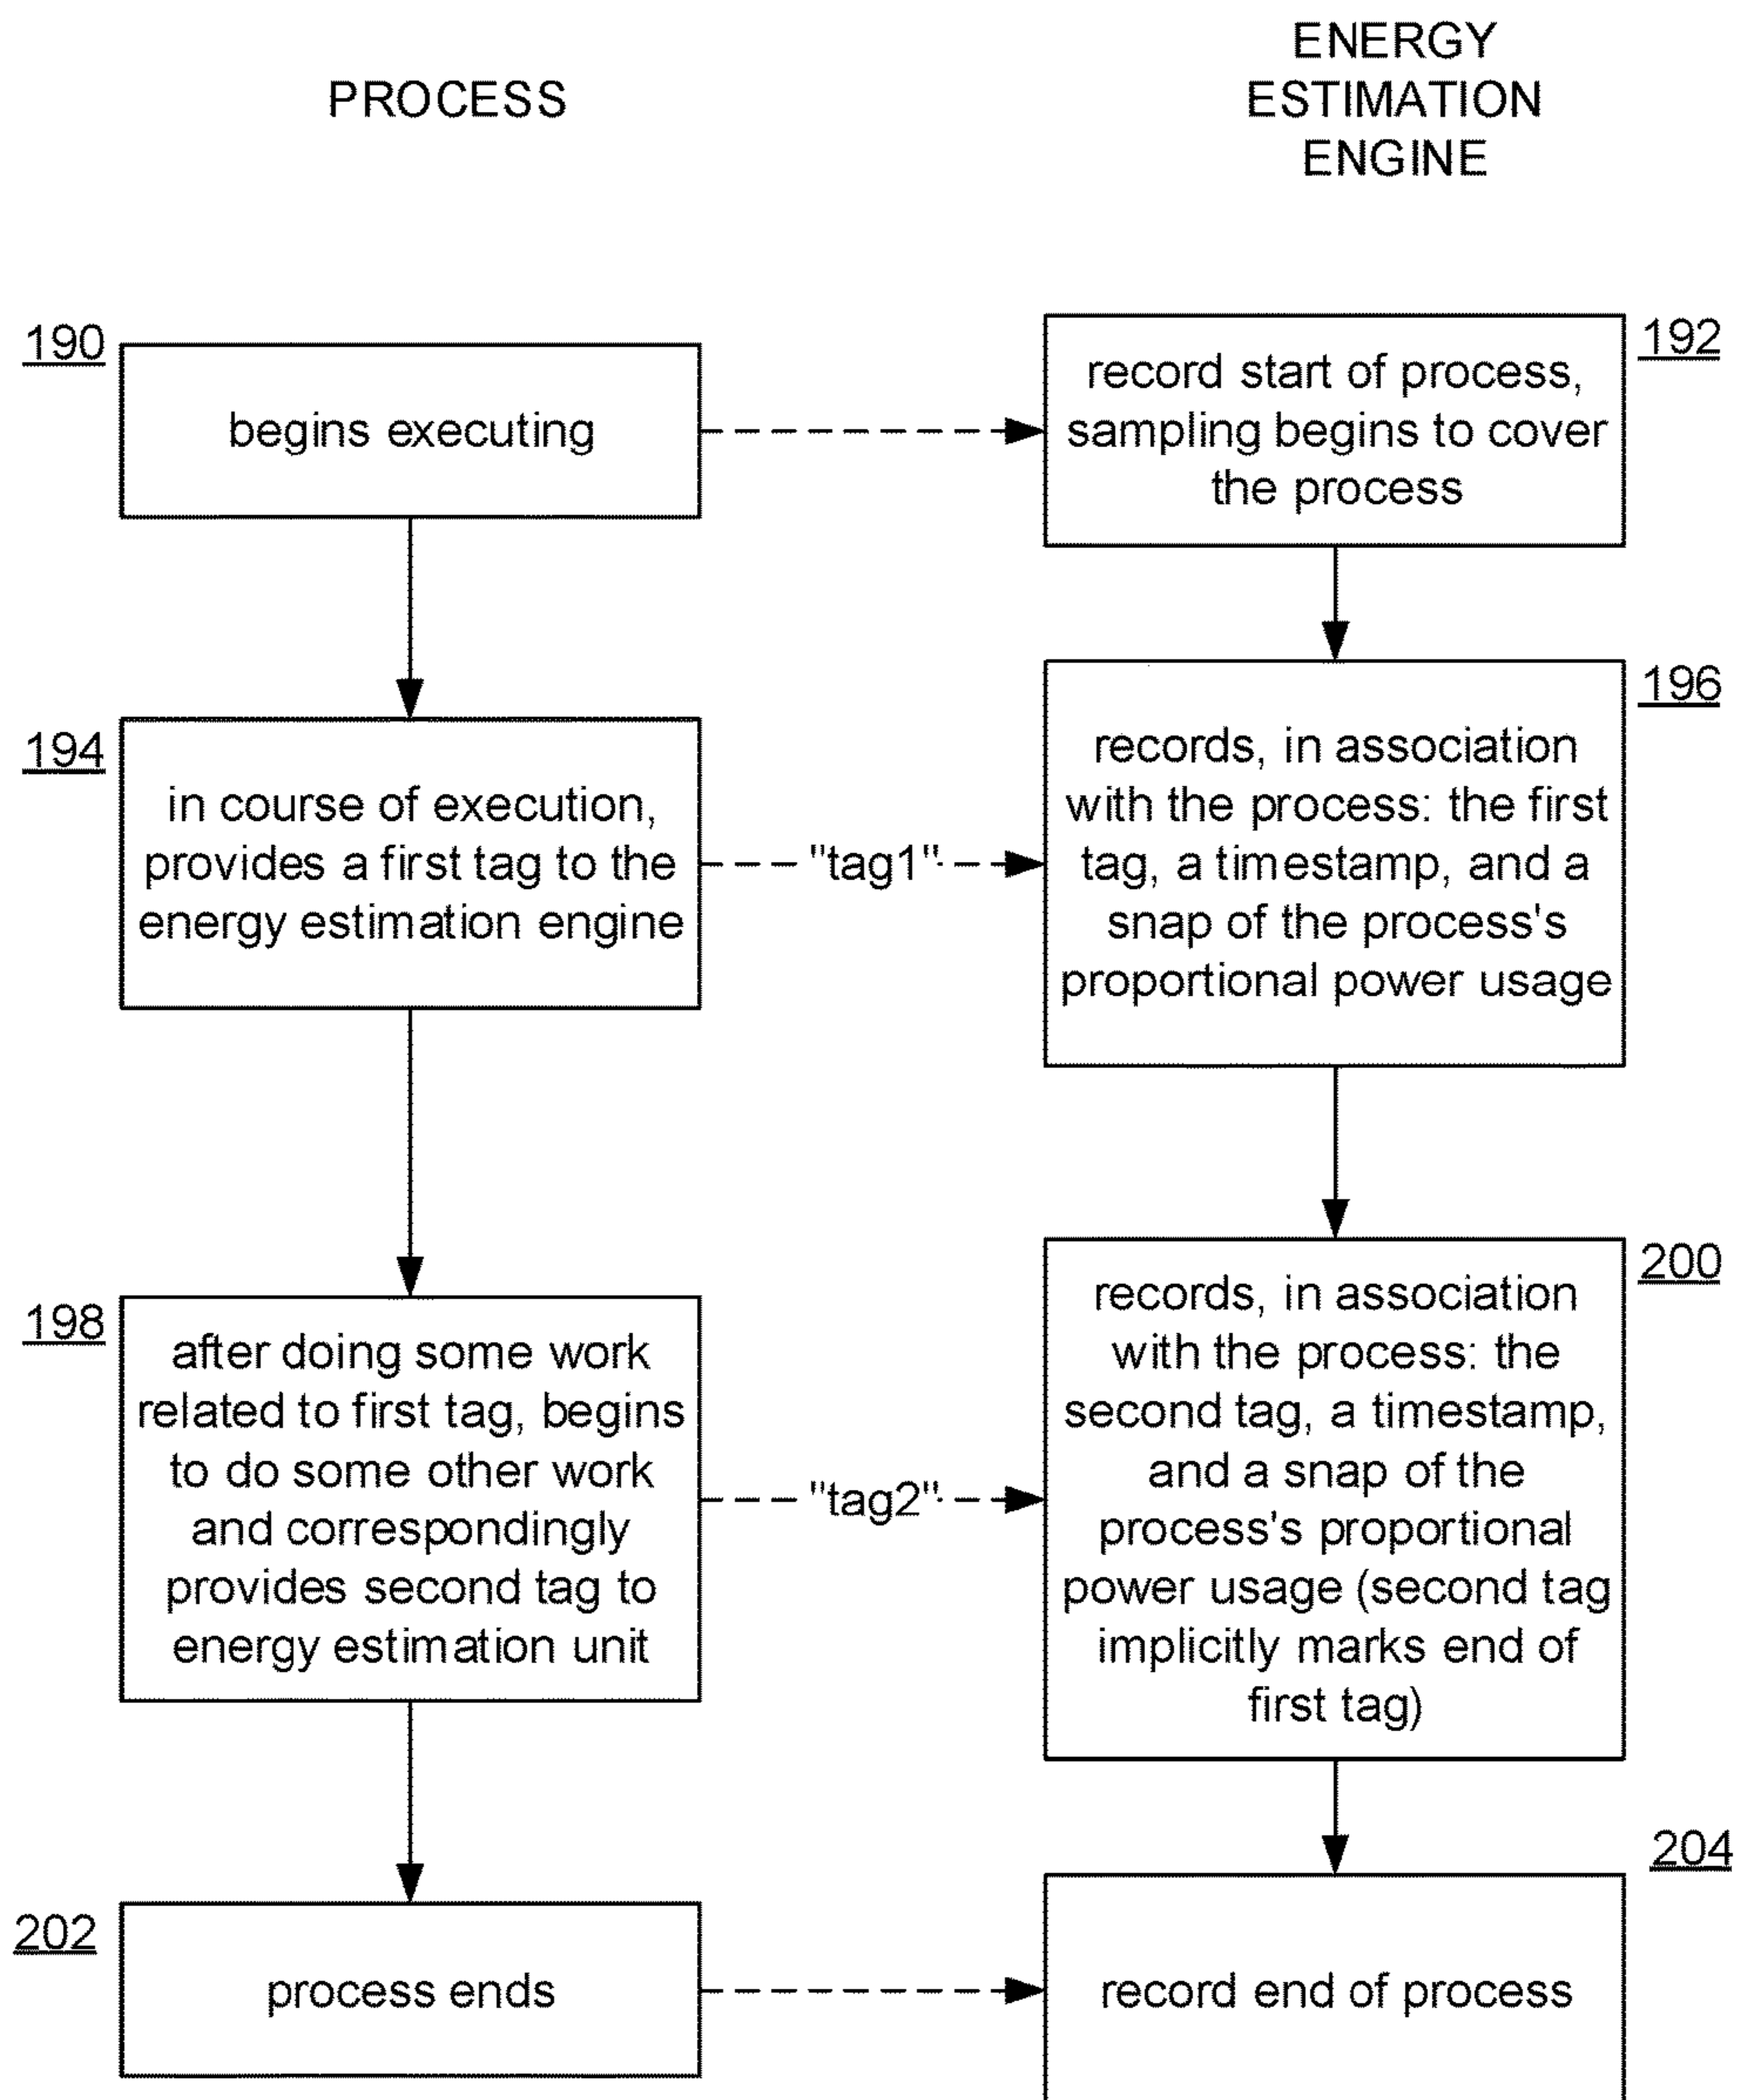 PROCESS
ENERGY
ESTIMATION
ENGINE
190
begins executing
192
record start of process,
sampling begins to cover
the process
194
in course of execution,
provides a first tag to the
energy estimation engine
"tag1"
196
records, in association
with the process: the first
tag, a timestamp, and a
snap of the process's
proportional power usage
198
after doing some work
related to first tag, begins
to do some other work
and correspondingly
provides second tag to
energy estimation unit
"tag2"
200
records, in association
with the process: the
second tag, a timestamp,
and a snap of the
process's proportional
power usage (second tag
implicitly marks end of
first tag)
202
process ends
204
record end of process